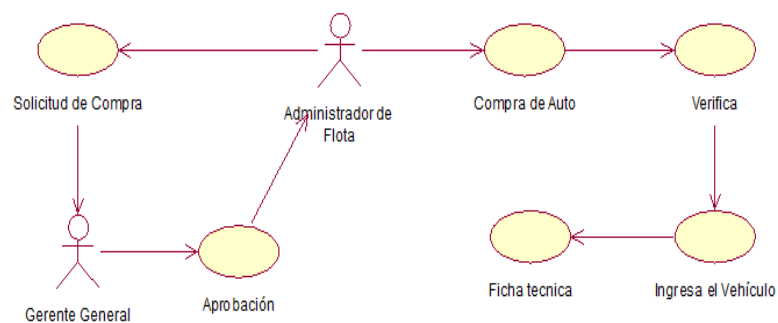 Solicitud de Compra
Administrador de
Flota
Compra de Auto
Verifica
Gerente General
Aprobación
Ficha tecnica
Ingresa el Vehículo